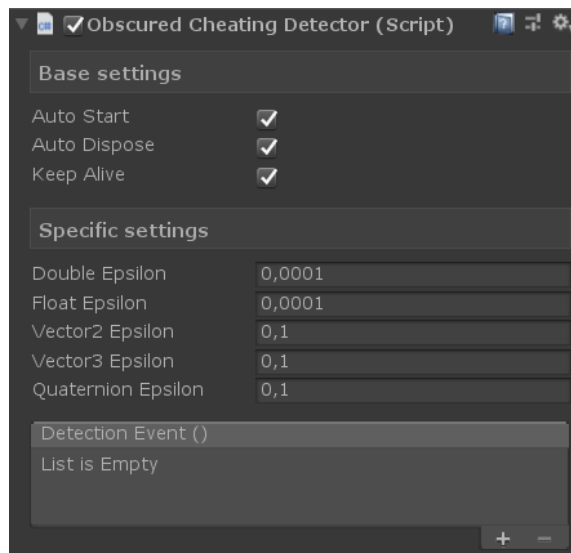 Obscured Cheating Detector (Script)
Base settings
Auto Start
Auto Dispose
Keep Alive
Specific settings
Double Epsilon 0,0001
Float Epsilon 0,0001
Vector2 Epsilon 0,1
Vector3 Epsilon 0,1
Quaternion Epsilon 0,1
Detection Event ()
List is Empty
+ −